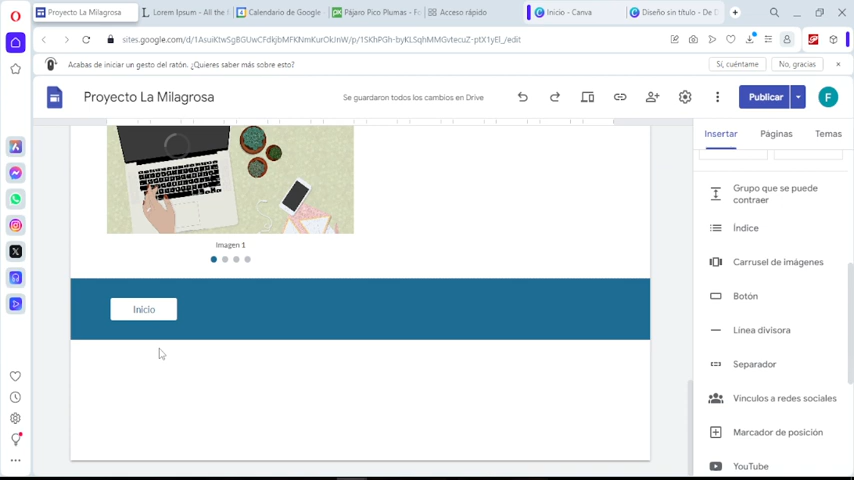 Proyecto La Milagrosa
Lorem Ipsum - All the
Calendario de Google
Pájaro Pico Plumas - Fo
Acceso rápido
Inicio - Canva
Diseño sin título - De D
sites.google.com/d/1AsuiKtwSgBGUwCFdkjbMFKNmKurOkJnW/p/1SKhPGh-byKLSqhMMGvtecuZ-ptX1yEl_/edit
Acabas de iniciar un gesto del ratón. ¿Quieres saber más sobre esto?
Sí, cuéntame
No, gracias
Proyecto La Milagrosa
Se guardaron todos los cambios en Drive
Publicar
F
Insertar
Páginas
Temas
Grupo que se puede
contraer
Índice
Imagen 1
Carrusel de imágenes
Botón
Inicio
Línea divisora
Separador
Vínculos a redes sociales
Marcador de posición
YouTube